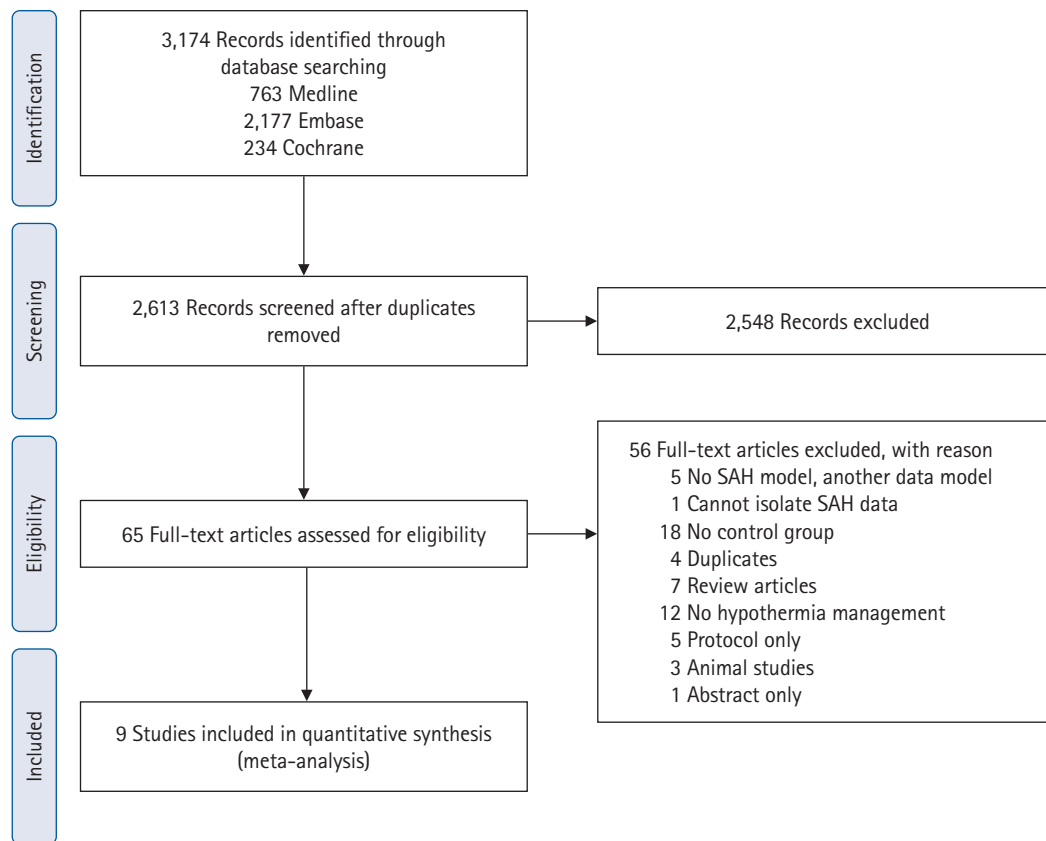 Identification
3,174 Records identified through
database searching
763 Medline
2,177 Embase
234 Cochrane
Screening
2,613 Records screened after duplicates
removed
2,548 Records excluded
Eligibility
65 Full-text articles assessed for eligibility
56 Full-text articles excluded, with reason
5 No SAH model, another data model
1 Cannot isolate SAH data
18 No control group
4 Duplicates
7 Review articles
12 No hypothermia management
5 Protocol only
3 Animal studies
1 Abstract only
Included
9 Studies included in quantitative synthesis
(meta-analysis)